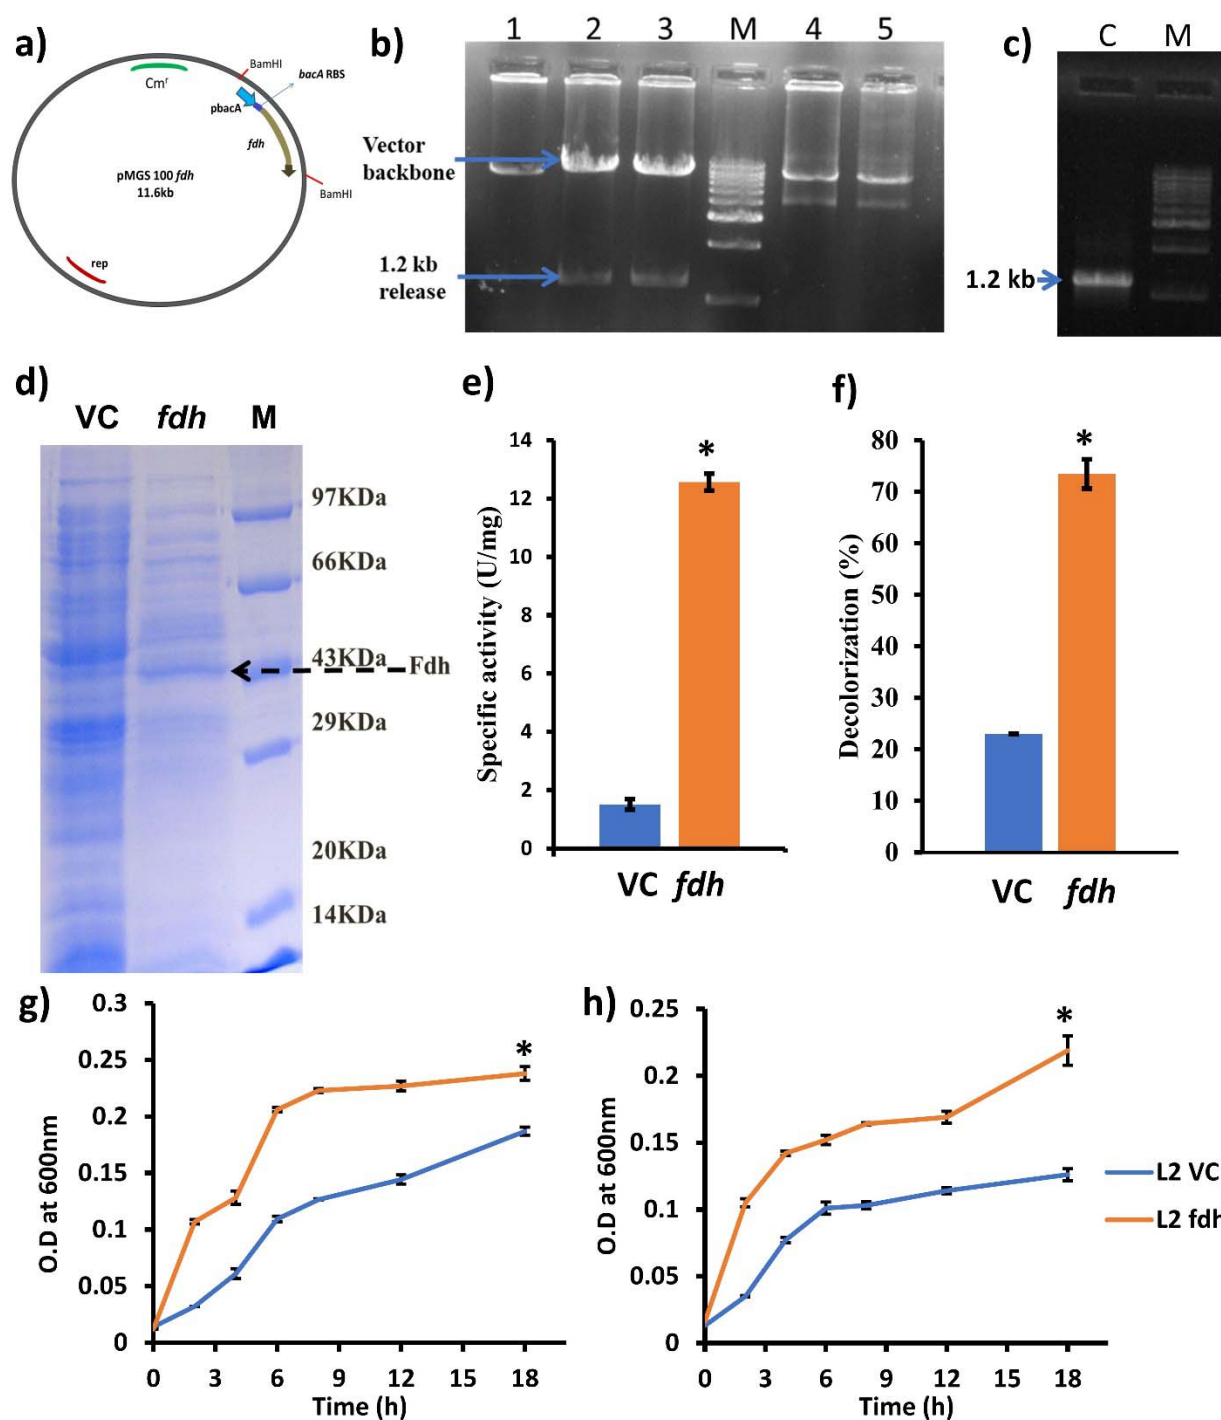 a)
Cmʳ
BamHI
bacA RBS
pbacA
fdh
pMGS 100 fdh
11.6kb
BamHI
rep
b)
1 2 3 M 4 5
Vector
backbone
1.2 kb
release
c)
C M
1.2 kb
d)
VC fdh M
97KDa
66KDa
43KDa
Fdh
29KDa
20KDa
14KDa
e)
Specific activity (U/mg)
14
12
10
8
6
4
2
0
*
VC fdh
f)
Decolorization (%)
80
70
60
50
40
30
20
10
0
*
VC fdh
g)
O.D at 600nm
0.3
0.25
0.2
0.15
0.1
0.05
0
*
0 3 6 9 12 15 18
Time (h)
h)
O.D at 600nm
0.25
0.2
0.15
0.1
0.05
0
*
0 3 6 9 12 15 18
Time (h)
L2 VC
L2 fdh